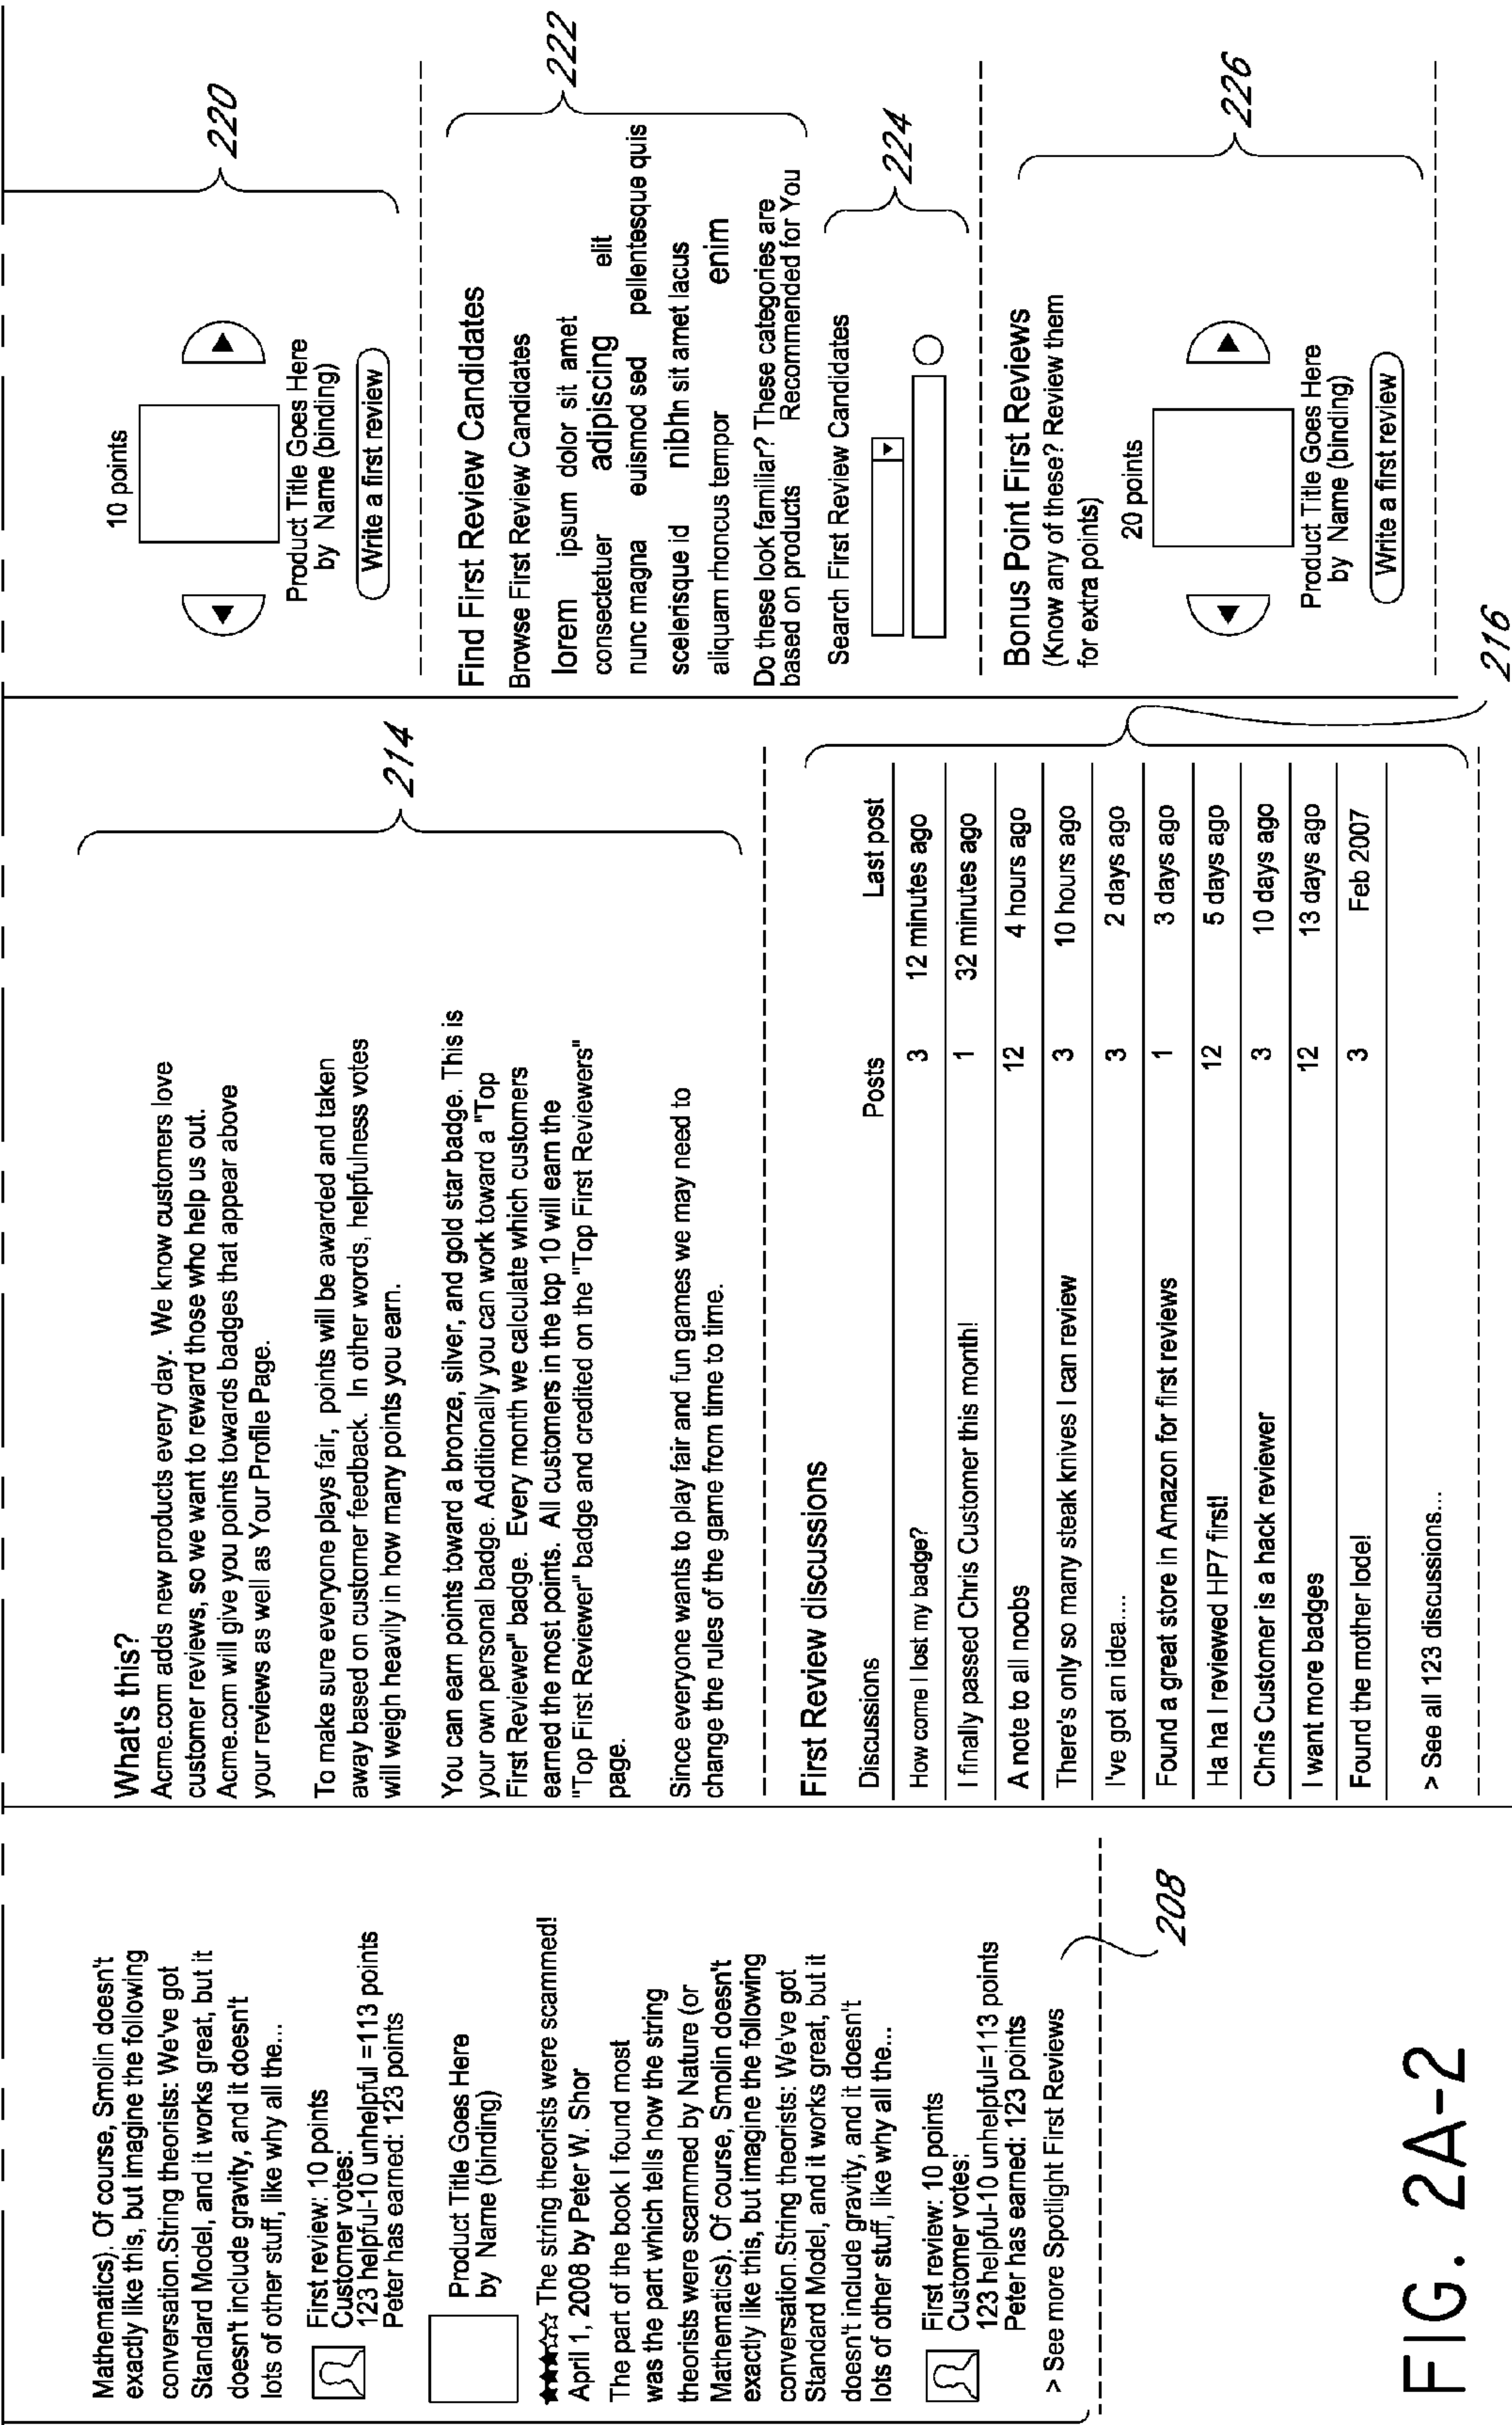 Mathematics). Of course, Smolin doesn't
exactly like this, but imagine the following
conversation.String theorists: We've got
Standard Model, and it works great, but it
doesn't include gravity, and it doesn't
lots of other stuff, like why all the...
First review: 10 points
Customer votes:
123 helpful-10 unhelpful =113 points
Peter has earned: 123 points
Product Title Goes Here
by Name (binding)
★★★☆☆ The string theorists were scammed!
April 1, 2008 by Peter W. Shor
The part of the book I found most
was the part which tells how the string
theorists were scammed by Nature (or
Mathematics). Of course, Smolin doesn't
exactly like this, but imagine the following
conversation.String theorists: We've got
Standard Model, and it works great, but it
doesn't include gravity, and it doesn't
lots of other stuff, like why all the...
First review: 10 points
Customer votes:
123 helpful-10 unhelpful=113 points
Peter has earned: 123 points
> See more Spotlight First Reviews
208
What's this?
Acme.com adds new products every day. We know customers love
customer reviews, so we want to reward those who help us out.
Acme.com will give you points towards badges that appear above
your reviews as well as Your Profile Page.
To make sure everyone plays fair, points will be awarded and taken
away based on customer feedback. In other words, helpfulness votes
will weigh heavily in how many points you earn.
You can earn points toward a bronze, silver, and gold star badge. This is
your own personal badge. Additionally you can work toward a "Top
First Reviewer" badge. Every month we calculate which customers
earned the most points. All customers in the top 10 will earn the
"Top First Reviewer" badge and credited on the "Top First Reviewers"
page.
Since everyone wants to play fair and fun games we may need to
change the rules of the game from time to time.
214
First Review discussions
Discussions Posts Last post
How come I lost my badge? 3 12 minutes ago
I finally passed Chris Customer this month! 1 32 minutes ago
A note to all noobs 12 4 hours ago
There's only so many steak knives I can review 3 10 hours ago
I've got an idea.... 3 2 days ago
Found a great store in Amazon for first reviews 1 3 days ago
Ha ha I reviewed HP7 first! 12 5 days ago
Chris Customer is a hack reviewer 3 10 days ago
I want more badges 12 13 days ago
Found the mother lode! 3 Feb 2007
> See all 123 discussions...
216
10 points
Product Title Goes Here
by Name (binding)
Write a first review
220
Find First Review Candidates
Browse First Review Candidates
lorem ipsum dolor sit amet
consectetuer adipiscing elit
nunc magna euismod sed pellentesque quis
scelerisque id nibhn sit amet lacus
aliquam rhoncus tempor enim
Do these look familiar? These categories are
based on products Recommended for You
222
Search First Review Candidates
224
Bonus Point First Reviews
(Know any of these? Review them
for extra points)
20 points
Product Title Goes Here
by Name (binding)
Write a first review
226
FIG. 2A-2